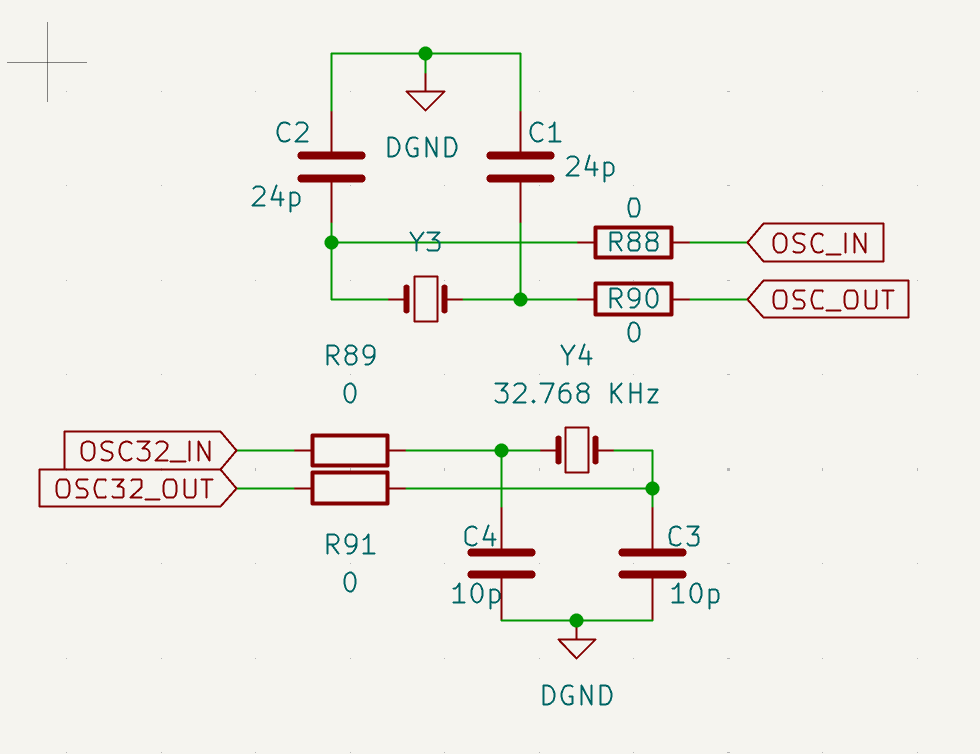 C2
C1
DGND
24p
24p
0
Y3
R88
OSC_IN
R90
OSC_OUT
0
R89
Y4
0
32.768 KHz
OSC32_IN
OSC32_OUT
R91
C4
C3
0
10p
10p
DGND